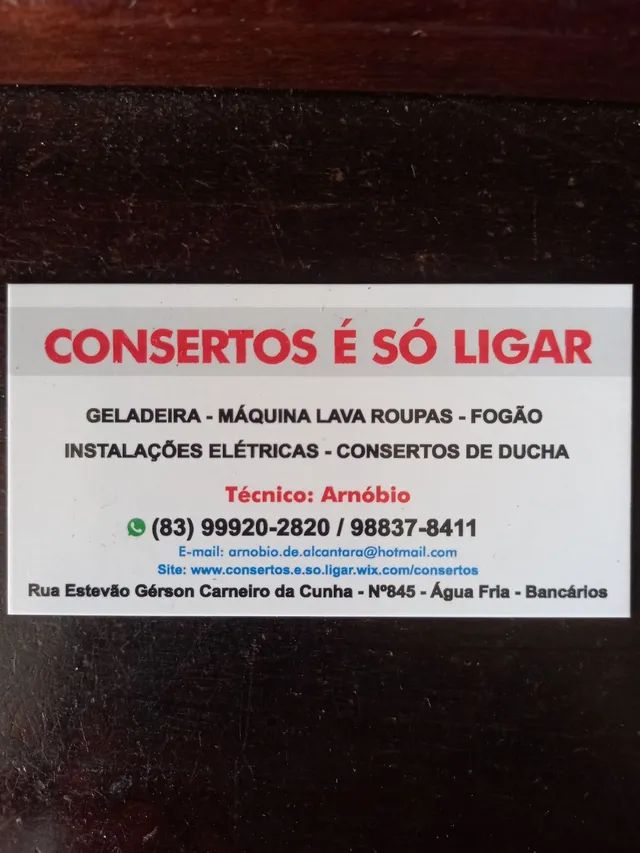 CONSERTOS É SÓ LIGAR
GELADEIRA - MÁQUINA LAVA ROUPAS - FOGÃO
INSTALAÇÕES ELÉTRICAS - CONSERTOS DE DUCHA
Técnico: Arnóbio
(83) 99920-2820 / 98837-8411
E-mail: arnobio.de.alcantara@hotmail.com
Site: www.consertos.e.so.ligar.wix.com/consertos
Rua Estevão Gérson Carneiro da Cunha - Nº845 - Água Fria - Bancários